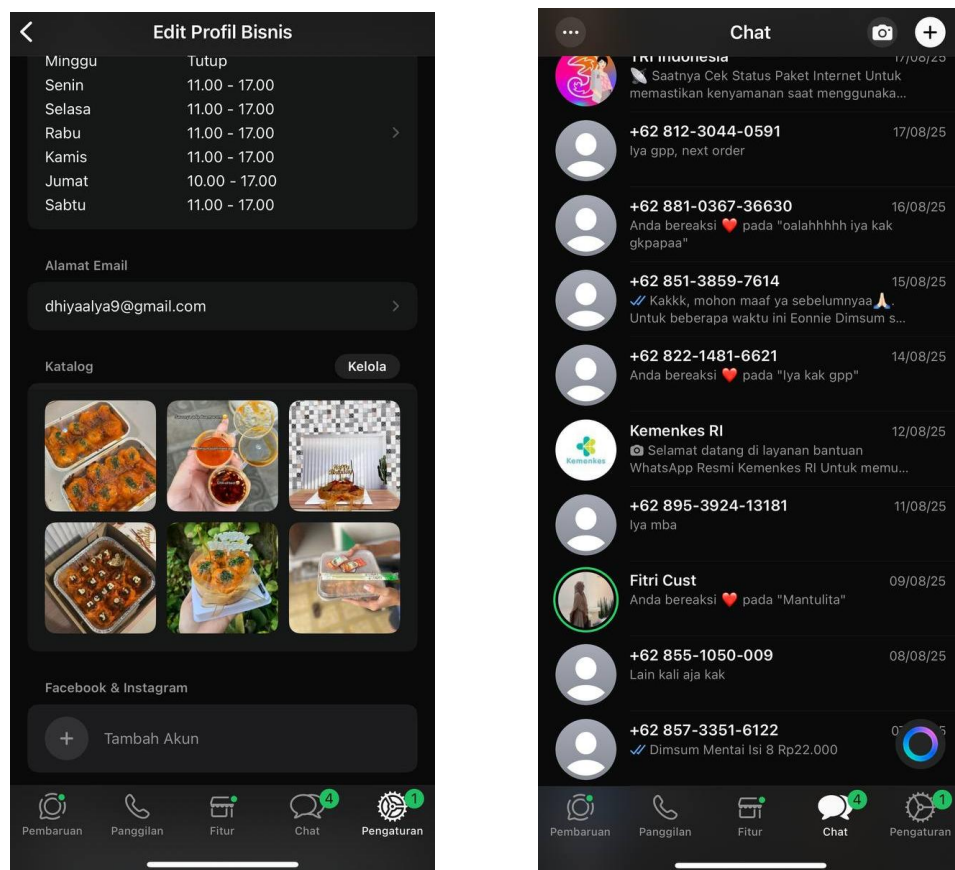 Edit Profil Bisnis
Minggu Tutup
Senin 11.00 - 17.00
Selasa 11.00 - 17.00
Rabu 11.00 - 17.00
Kamis 11.00 - 17.00
Jumat 10.00 - 17.00
Sabtu 11.00 - 17.00
Alamat Email
dhiyaalya9@gmail.com
Katalog Kelola
Facebook & Instagram
+ Tambah Akun
4 1
Pembaruan Panggilan Fitur Chat Pengaturan
Chat
TRI Indonesia 17/08/25
📡 Saatnya Cek Status Paket Internet Untuk
memastikan kenyamanan saat menggunaka...
+62 812-3044-0591 17/08/25
Iya gpp, next order
+62 881-0367-36630 16/08/25
Anda bereaksi ❤️ pada "oalahhhhh iya kak
gkpapaa"
+62 851-3859-7614 15/08/25
Kakkk, mohon maaf ya sebelumnyaa🙏🏻.
Untuk beberapa waktu ini Eonnie Dimsum s...
+62 822-1481-6621 14/08/25
Anda bereaksi ❤️ pada "Iya kak gpp"
Kemenkes RI 12/08/25
Kemenkes
📷 Selamat datang di layanan bantuan
WhatsApp Resmi Kemenkes RI Untuk memu...
+62 895-3924-13181 11/08/25
Iya mba
Fitri Cust 09/08/25
Anda bereaksi ❤️ pada "Mantulita"
+62 855-1050-009 08/08/25
Lain kali aja kak
+62 857-3351-6122
Dimsum Mentai Isi 8 Rp22.000
4 1
Pembaruan Panggilan Fitur Chat Pengaturan